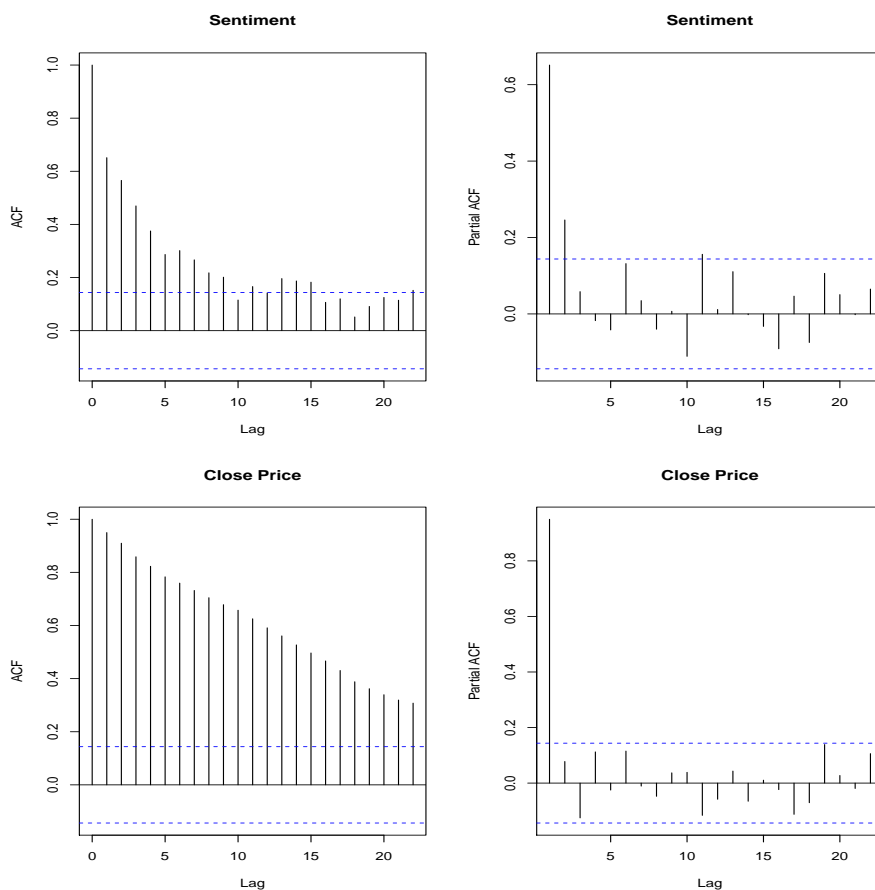 Sentiment
ACF
0.0 0.2 0.4 0.6 0.8 1.0
0 5 10 15 20
Lag
Sentiment
Partial ACF
0.0 0.2 0.4 0.6
5 10 15 20
Lag
Close Price
ACF
0.0 0.2 0.4 0.6 0.8 1.0
0 5 10 15 20
Lag
Close Price
Partial ACF
0.0 0.2 0.4 0.6 0.8
5 10 15 20
Lag